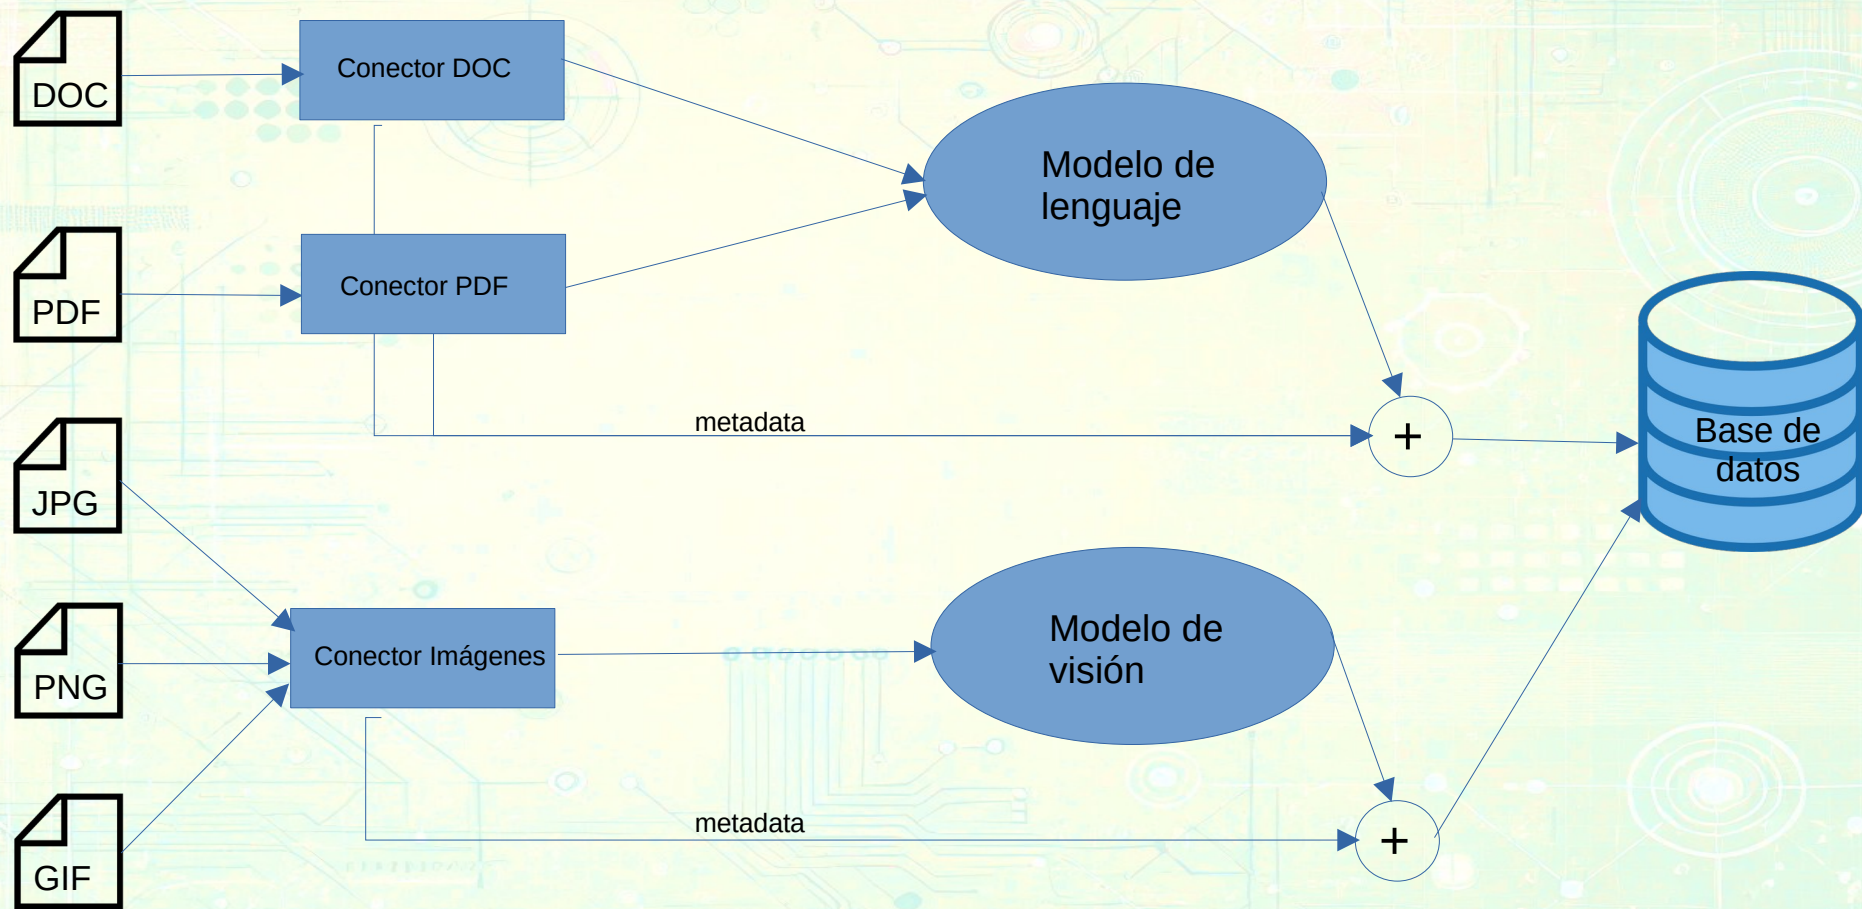 DOC
Conector DOC
Modelo de
lenguaje
PDF
Conector PDF
metadata
+
Base de
datos
JPG
PNG
Conector Imágenes
Modelo de
visión
metadata
+
GIF